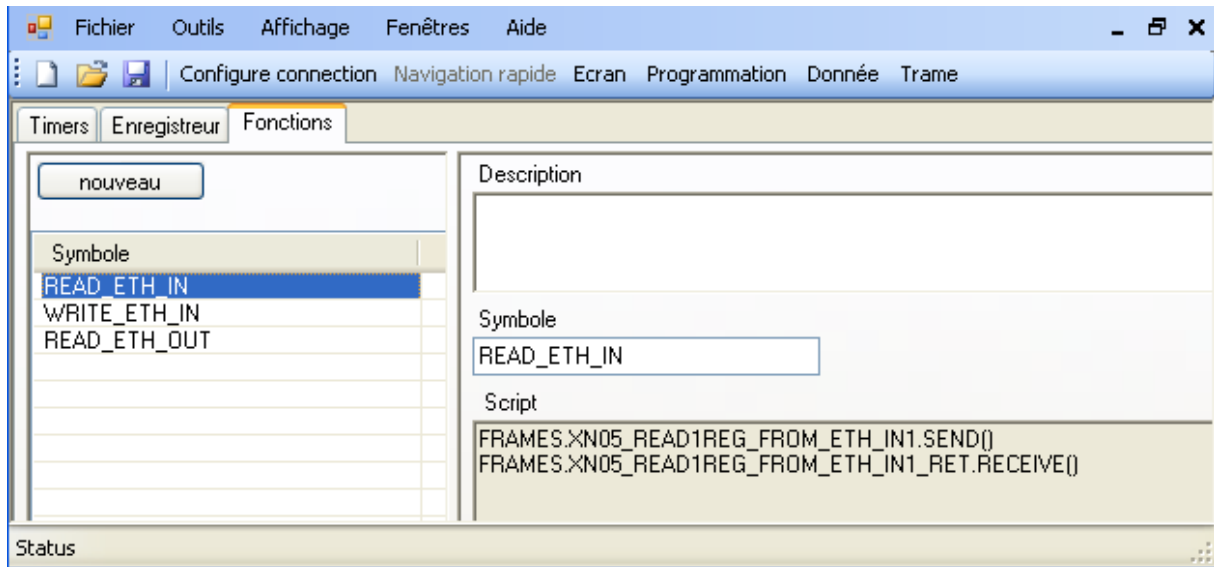 Fichier Outils Affichage Fenêtres Aide
Configure connection Navigation rapide Ecran Programmation Donnée Trame
Timers Enregistreur Fonctions
nouveau
Symbole
READ_ETH_IN
WRITE_ETH_IN
READ_ETH_OUT
Description
Symbole
READ_ETH_IN
Script
FRAMES.XN05_READ1REG_FROM_ETH_IN1.SEND()
FRAMES.XN05_READ1REG_FROM_ETH_IN1_RET.RECEIVE()
Status